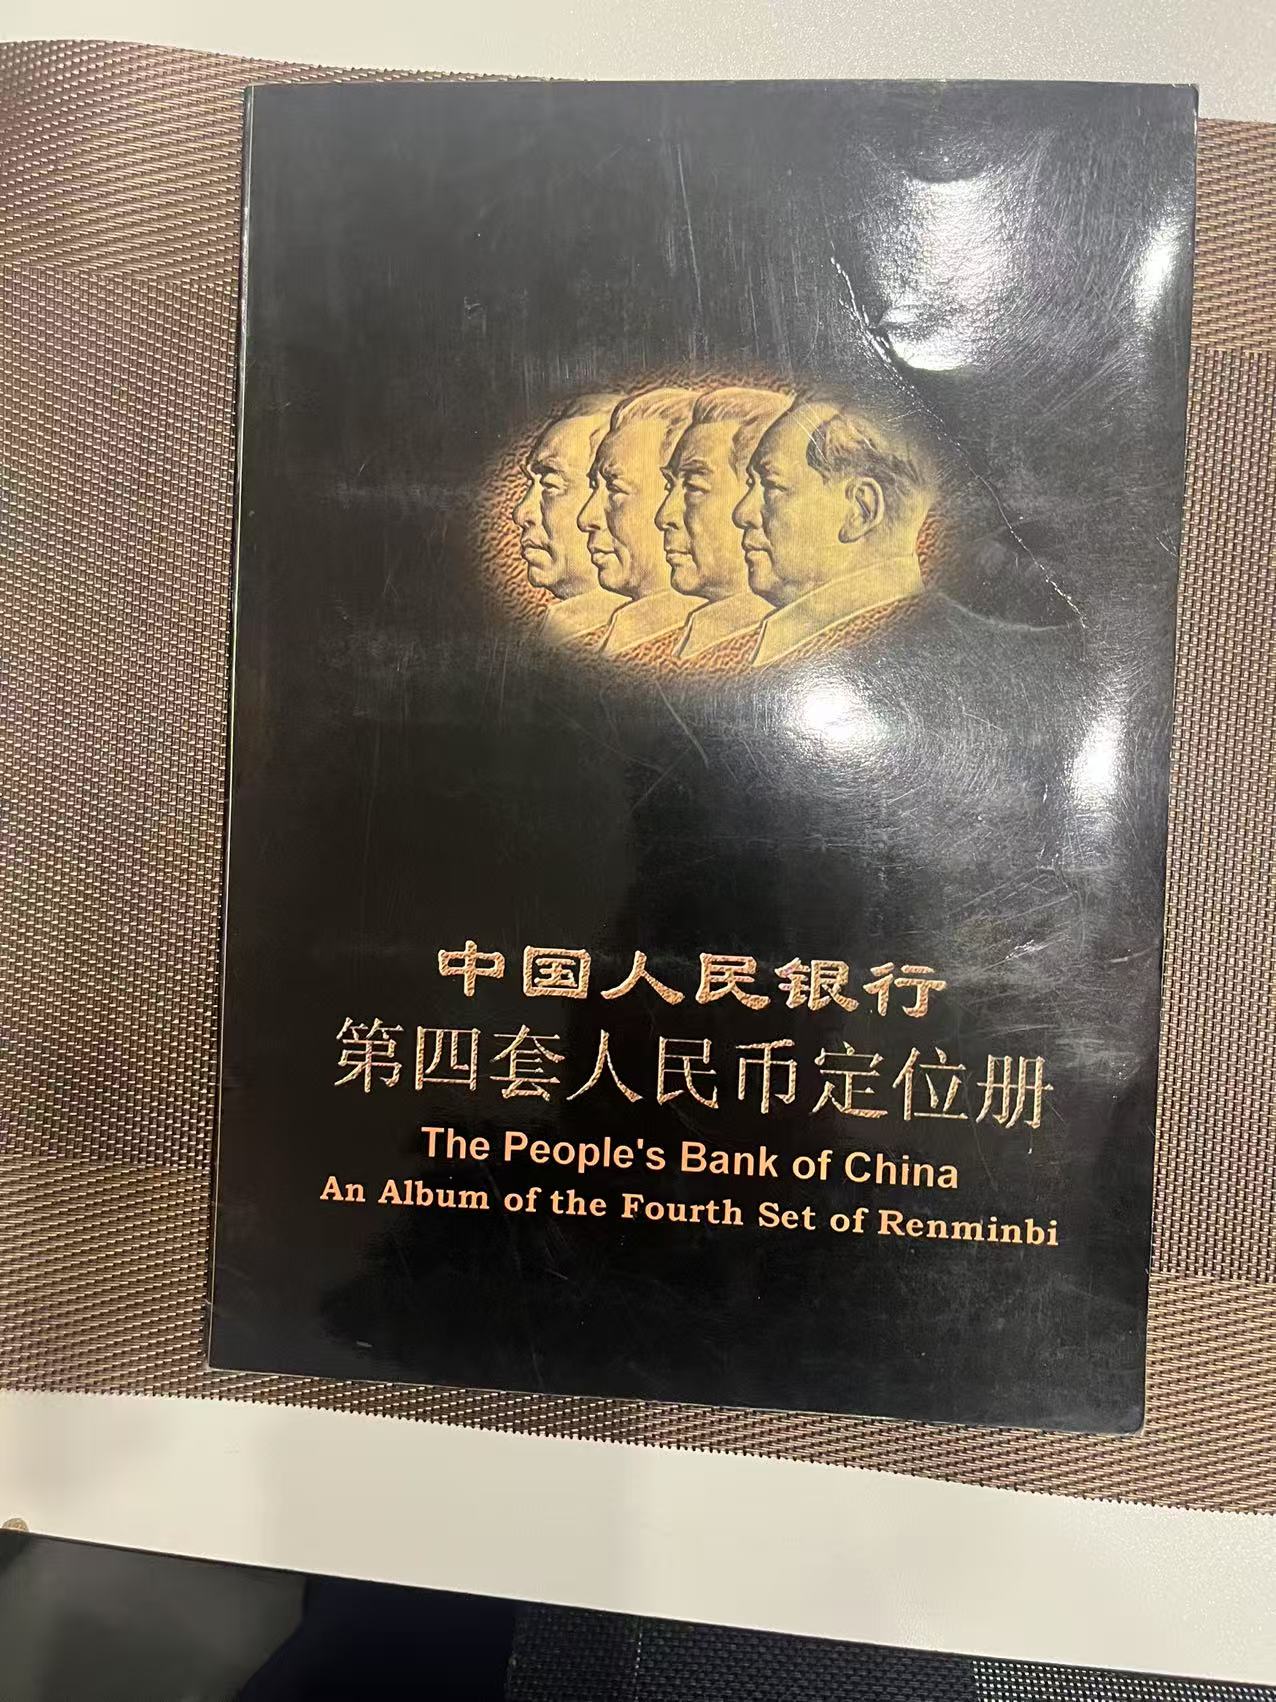 中国人民银行
第四套人民币定位册
The People's Bank of China
An Album of the Fourth Set of Renminbi